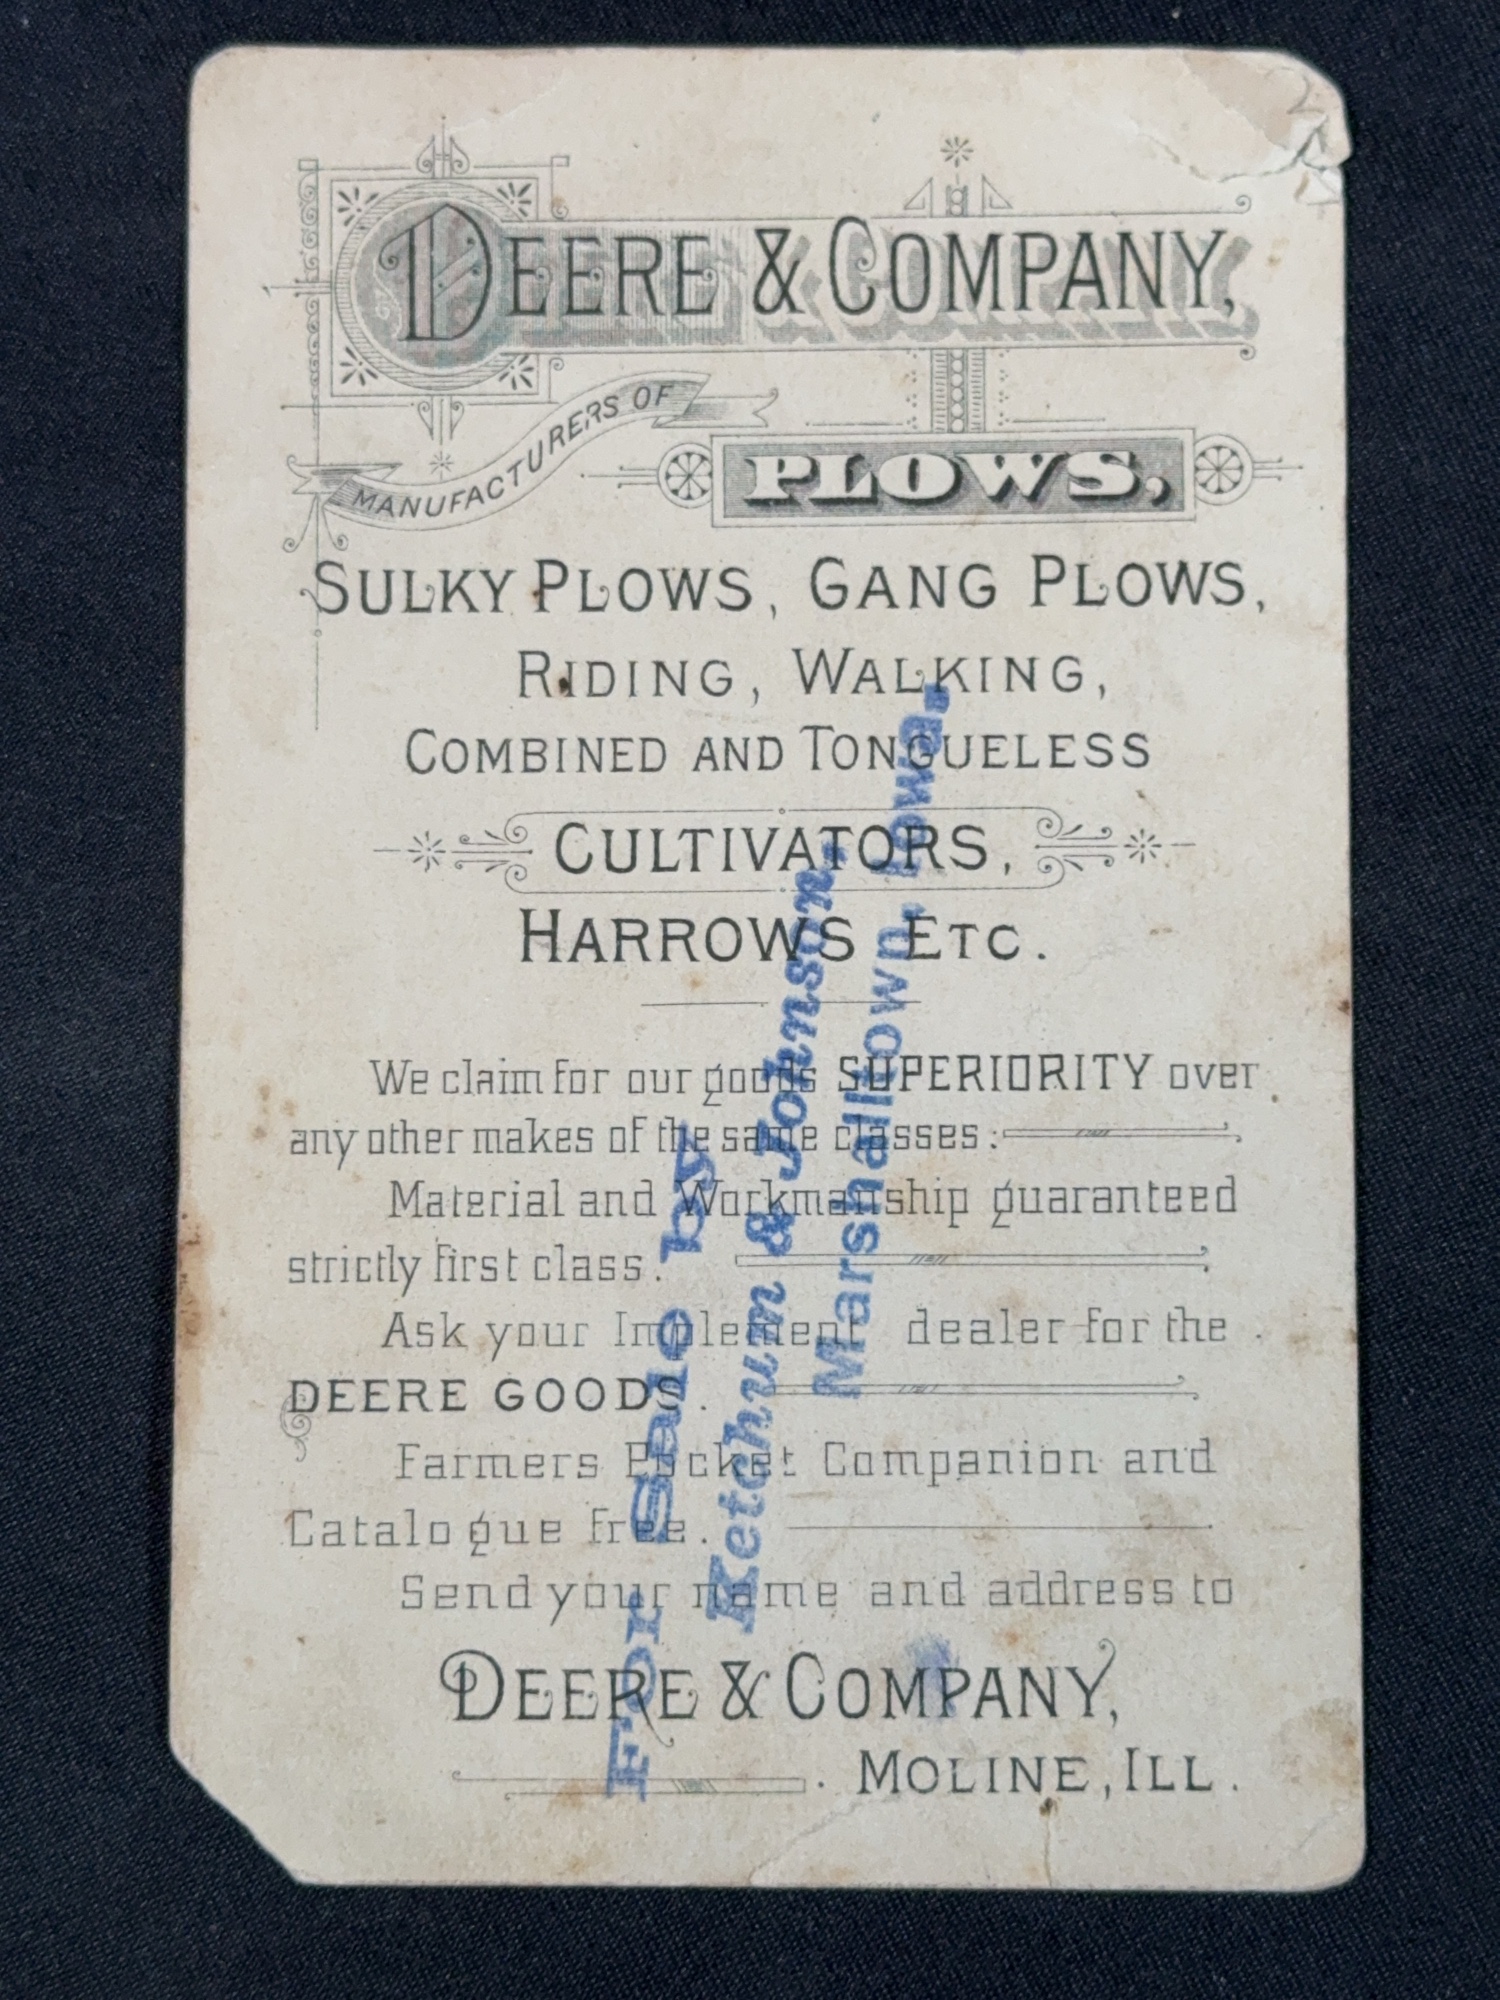 DEERE & COMPANY,
MANUFACTURERS OF
PLOWS,
SULKY PLOWS, GANG PLOWS,
RIDING, WALKING,
COMBINED AND TONGUELESS
CULTIVATORS,
HARROWS ETC.
We claim for our goods SUPERIORITY over
any other makes of the same classes:
Material and Workmanship guaranteed
strictly first class.
Ask your Implement dealer for the
DEERE GOODS.
Farmers Pocket Companion and
Catalogue free.
Send your name and address to
DEERE & COMPANY,
MOLINE, ILL.
For Sale by
Ketchum & Johnson,
Marshalltown, Iowa.